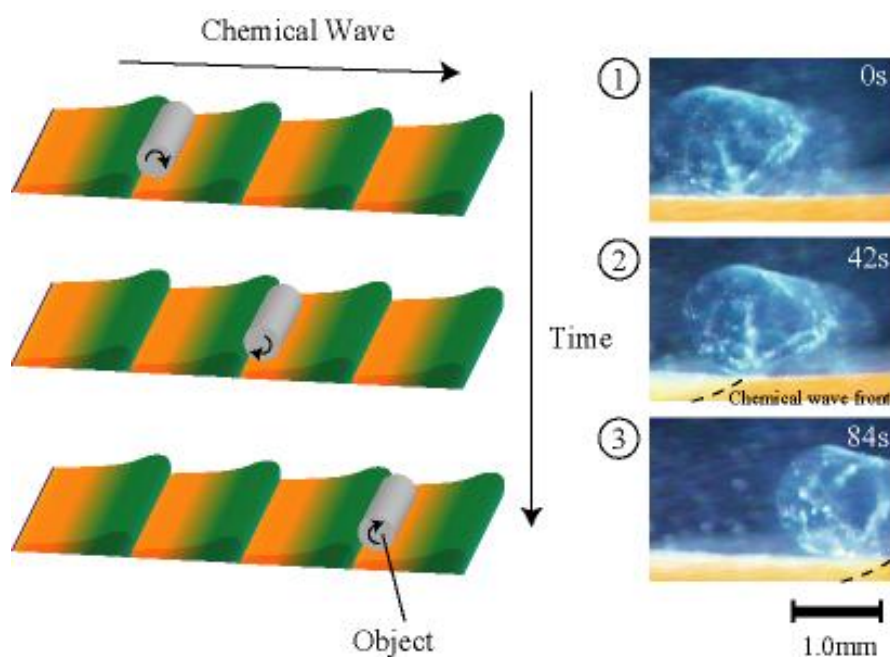 Chemical Wave
Time
Object
1
0s
2
42s
Chemical wave front
3
84s
1.0mm